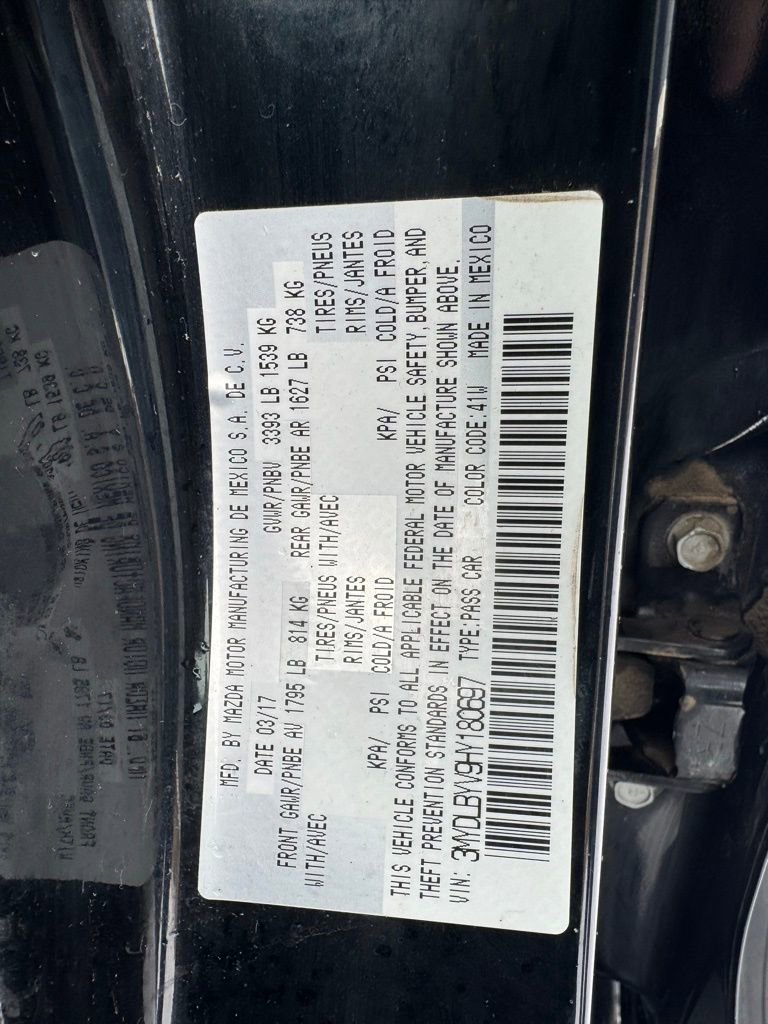 MFD. BY MAZDA MOTOR MANUFACTURING DE MEXICO S.A. DE C.V.
DATE 03/17 GVWR/PNBV 3393 LB 1539 KG
FRONT GAWR/PNBE AV 1795 LB 814 KG REAR GAWR/PNBE AR 1627 LB 738 KG
WITH/AVEC TIRES/PNEUS WITH/AVEC TIRES/PNEUS
RIMS/JANTES RIMS/JANTES
KPA/ PSI COLD/A FROID KPA/ PSI COLD/A FROID
THIS VEHICLE CONFORMS TO ALL APPLICABLE FEDERAL MOTOR VEHICLE SAFETY, BUMPER, AND
THEFT PREVENTION STANDARDS IN EFFECT ON THE DATE OF MANUFACTURE SHOWN ABOVE.
VIN: 3MYDLBYV9HY180697 TYPE:PASS CAR COLOR CODE:41W MADE IN MEXICO